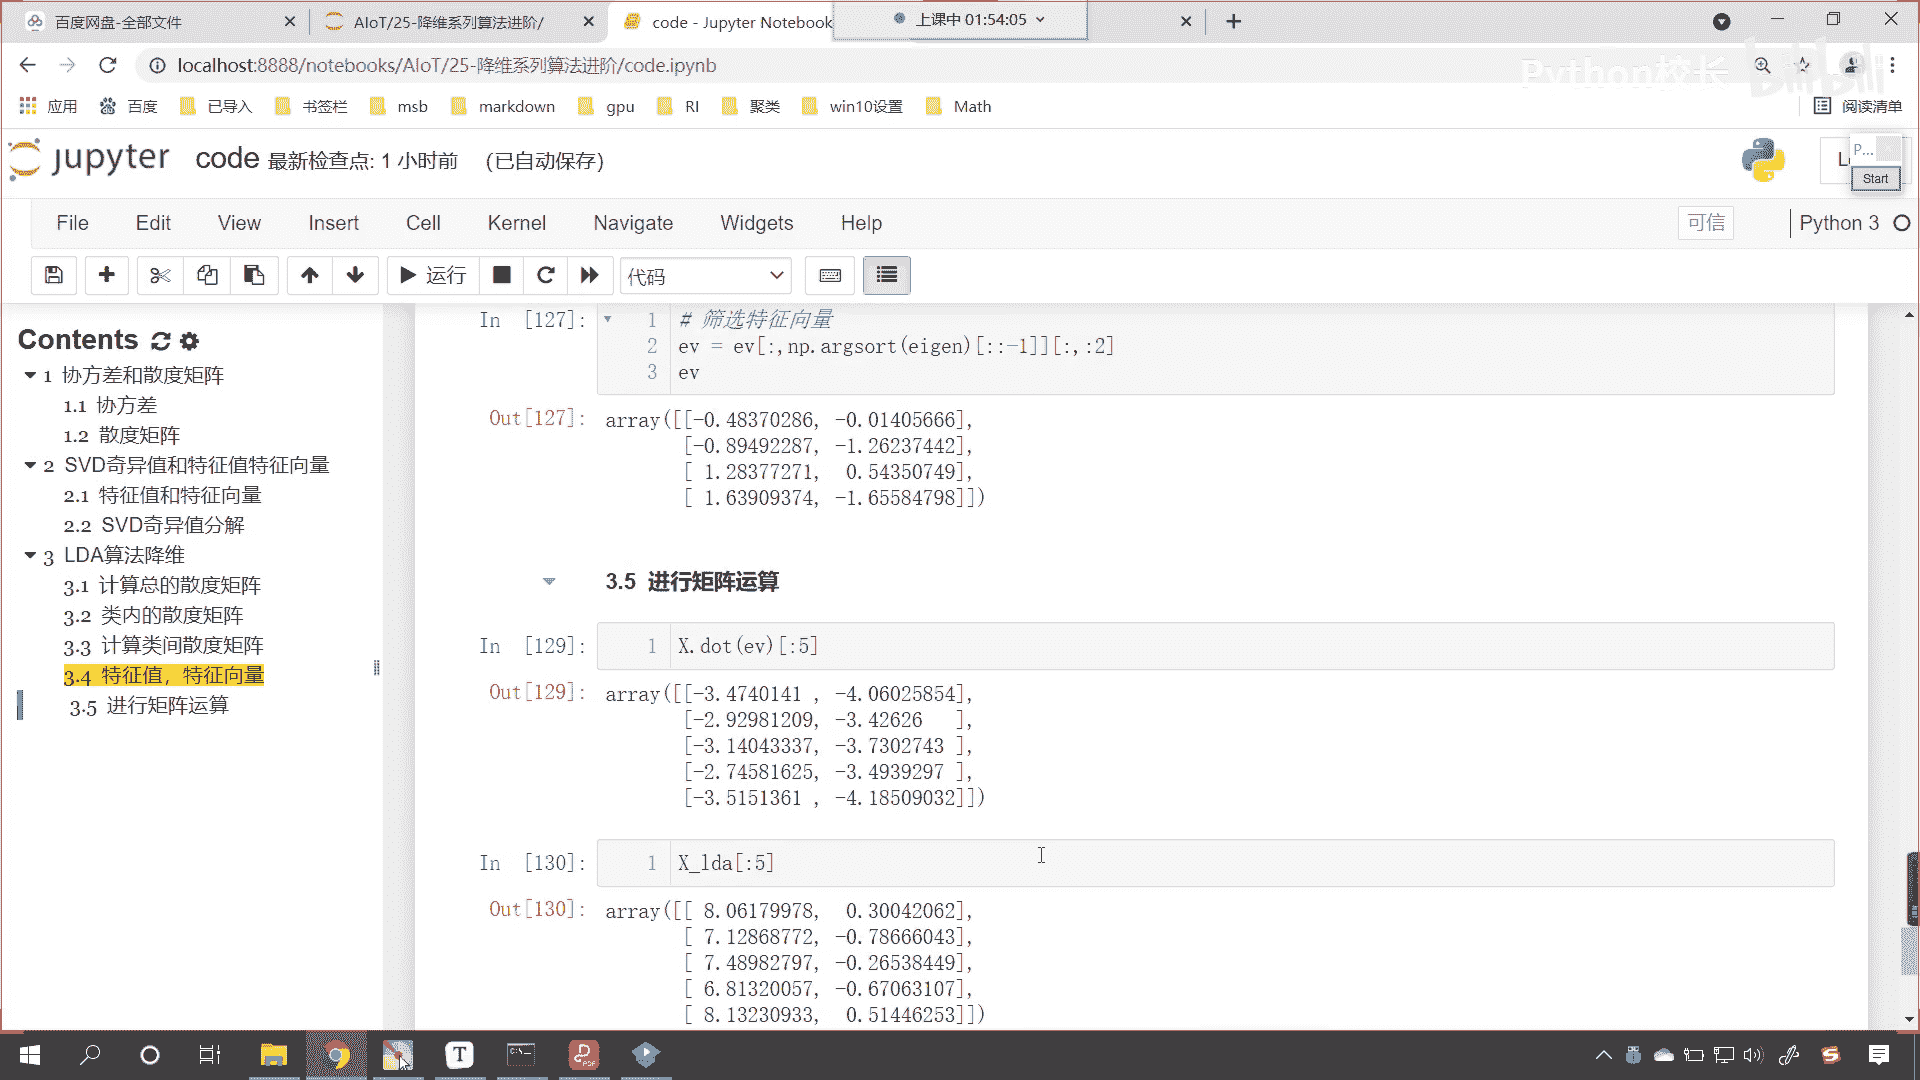 百度网盘-全部文件
AIoT/25-降维系列算法进阶/
code - Jupyter Notebook
上课中 01:54:05
localhost:8888/notebooks/AIoT/25-降维系列算法进阶/code.ipynb
Python校长
bilibili
应用
百度
已导入
书签栏
msb
markdown
gpu
RI
聚类
win10设置
Math
阅读清单
jupyter code 最新检查点: 1 小时前 (已自动保存)
P...
Start
File Edit View Insert Cell Kernel Navigate Widgets Help
可信
Python 3
运行
代码
Contents
1 协方差和散度矩阵
1.1 协方差
1.2 散度矩阵
2 SVD奇异值和特征值特征向量
2.1 特征值和特征向量
2.2 SVD奇异值分解
3 LDA算法降维
3.1 计算总的散度矩阵
3.2 类内的散度矩阵
3.3 计算类间散度矩阵
3.4 特征值，特征向量
3.5 进行矩阵运算
In [127]:
1 # 筛选特征向量
2 ev = ev[:,np.argsort(eigen)[::-1]][:,:2]
3 ev
Out[127]: array([[-0.48370286, -0.01405666],
[-0.89492287, -1.26237442],
[ 1.28377271,  0.54350749],
[ 1.63909374, -1.65584798]])
3.5 进行矩阵运算
In [129]: 1 X.dot(ev)[:5]
Out[129]: array([[-3.4740141 , -4.06025854],
[-2.92981209, -3.42626   ],
[-3.14043337, -3.7302743 ],
[-2.74581625, -3.4939297 ],
[-3.5151361 , -4.18509032]])
In [130]: 1 X_lda[:5]
Out[130]: array([[ 8.06179978,  0.30042062],
[ 7.12868772, -0.78666043],
[ 7.48982797, -0.26538449],
[ 6.81320057, -0.67063107],
[ 8.13230933,  0.51446253]])